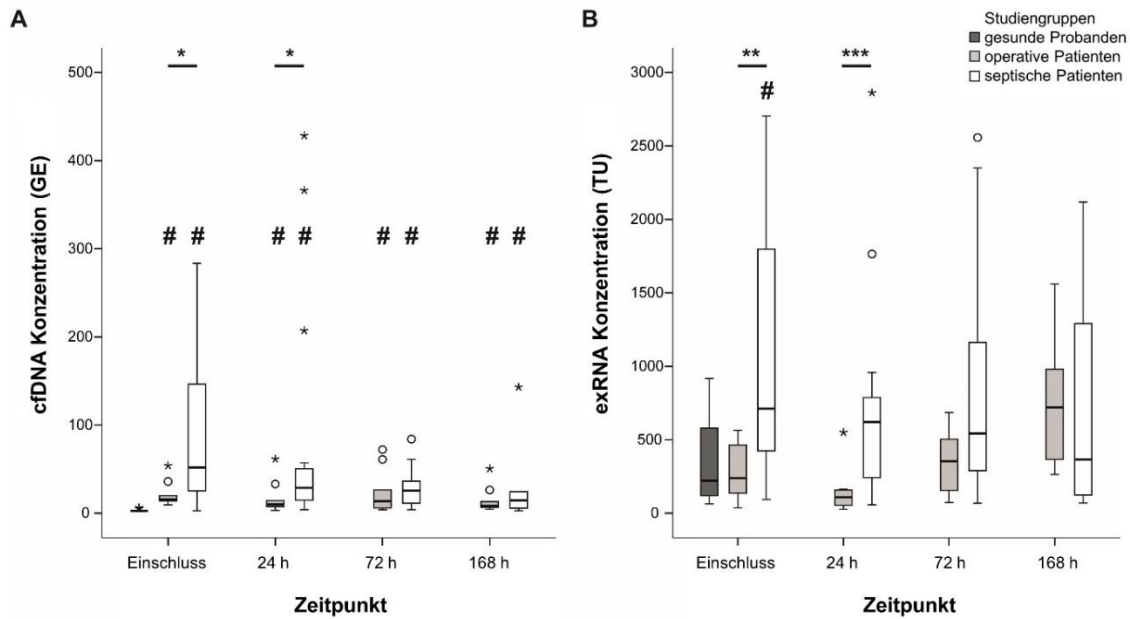 A
500
400
300
200
100
0
cfDNA Konzentration (GE)
*
*
*
*
*
# # # # # # # #
*
*
*
*
*
*
Einschluss 24 h 72 h 168 h
Zeitpunkt
B
Studiengruppen
gesunde Probanden
operative Patienten
septische Patienten
3000
2500
2000
1500
1000
500
0
exRNA Konzentration (TU)
** ***
#
*
*
Einschluss 24 h 72 h 168 h
Zeitpunkt